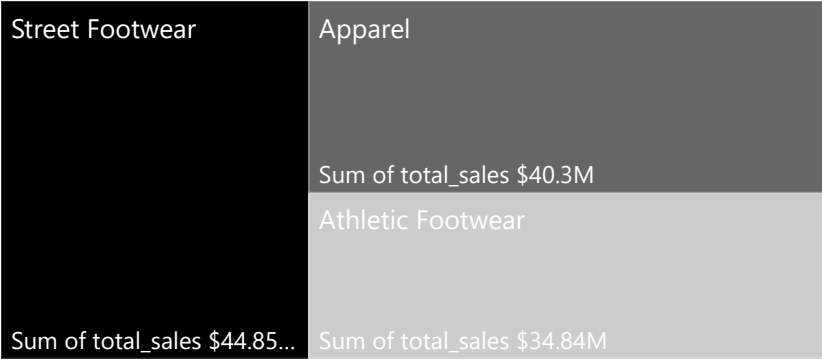 Street Footwear
Sum of total_sales $44.85...
Apparel
Sum of total_sales $40.3M
Athletic Footwear
Sum of total_sales $34.84M